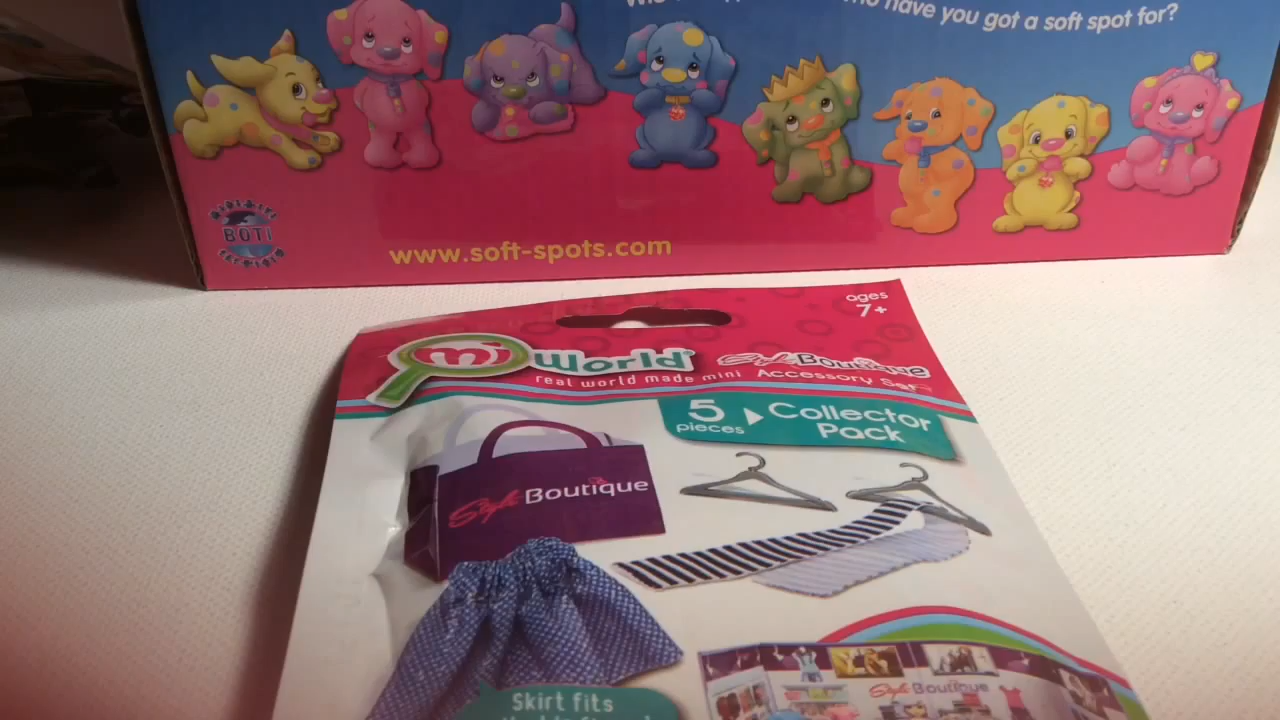 have you got a soft spot for?
BOTI
www.soft-spots.com
ages
7+
mi World
real world made mini
Style Boutique
Accessory Set
5 pieces
Collector Pack
Style Boutique
Skirt fits
Style Boutique